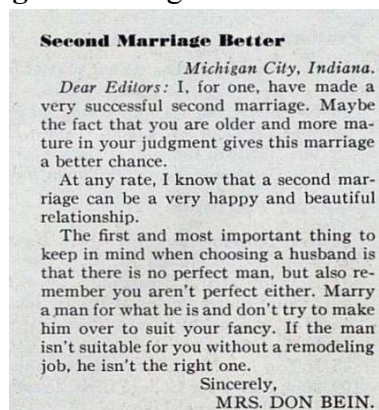 Second Marriage Better
Michigan City, Indiana.
Dear Editors: I, for one, have made a
very successful second marriage. Maybe
the fact that you are older and more ma-
ture in your judgment gives this marriage
a better chance.
At any rate, I know that a second mar-
riage can be a very happy and beautiful
relationship.
The first and most important thing to
keep in mind when choosing a husband is
that there is no perfect man, but also re-
member you aren't perfect either. Marry
a man for what he is and don't try to make
him over to suit your fancy. If the man
isn't suitable for you without a remodeling
job, he isn't the right one.
Sincerely,
MRS. DON BEIN.